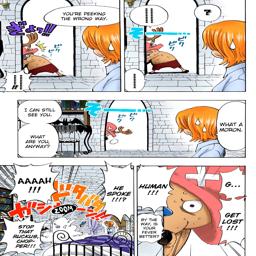 ?
YOU'RE PEEKING
THE WRONG WAY.
WHAT A
MORON.
I CAN STILL
SEE YOU.
WHAT
ARE YOU,
ANYWAY?
G...
GET
LOST
!!!
HUMAN
!!!
BY THE WAY, IS
YOUR FEVER
BETTER?
HE
SPOKE
!!?
AAAAH
!!!
ZOOM
STOP
THAT
RUCKUS,
CHOP-
PER!!!